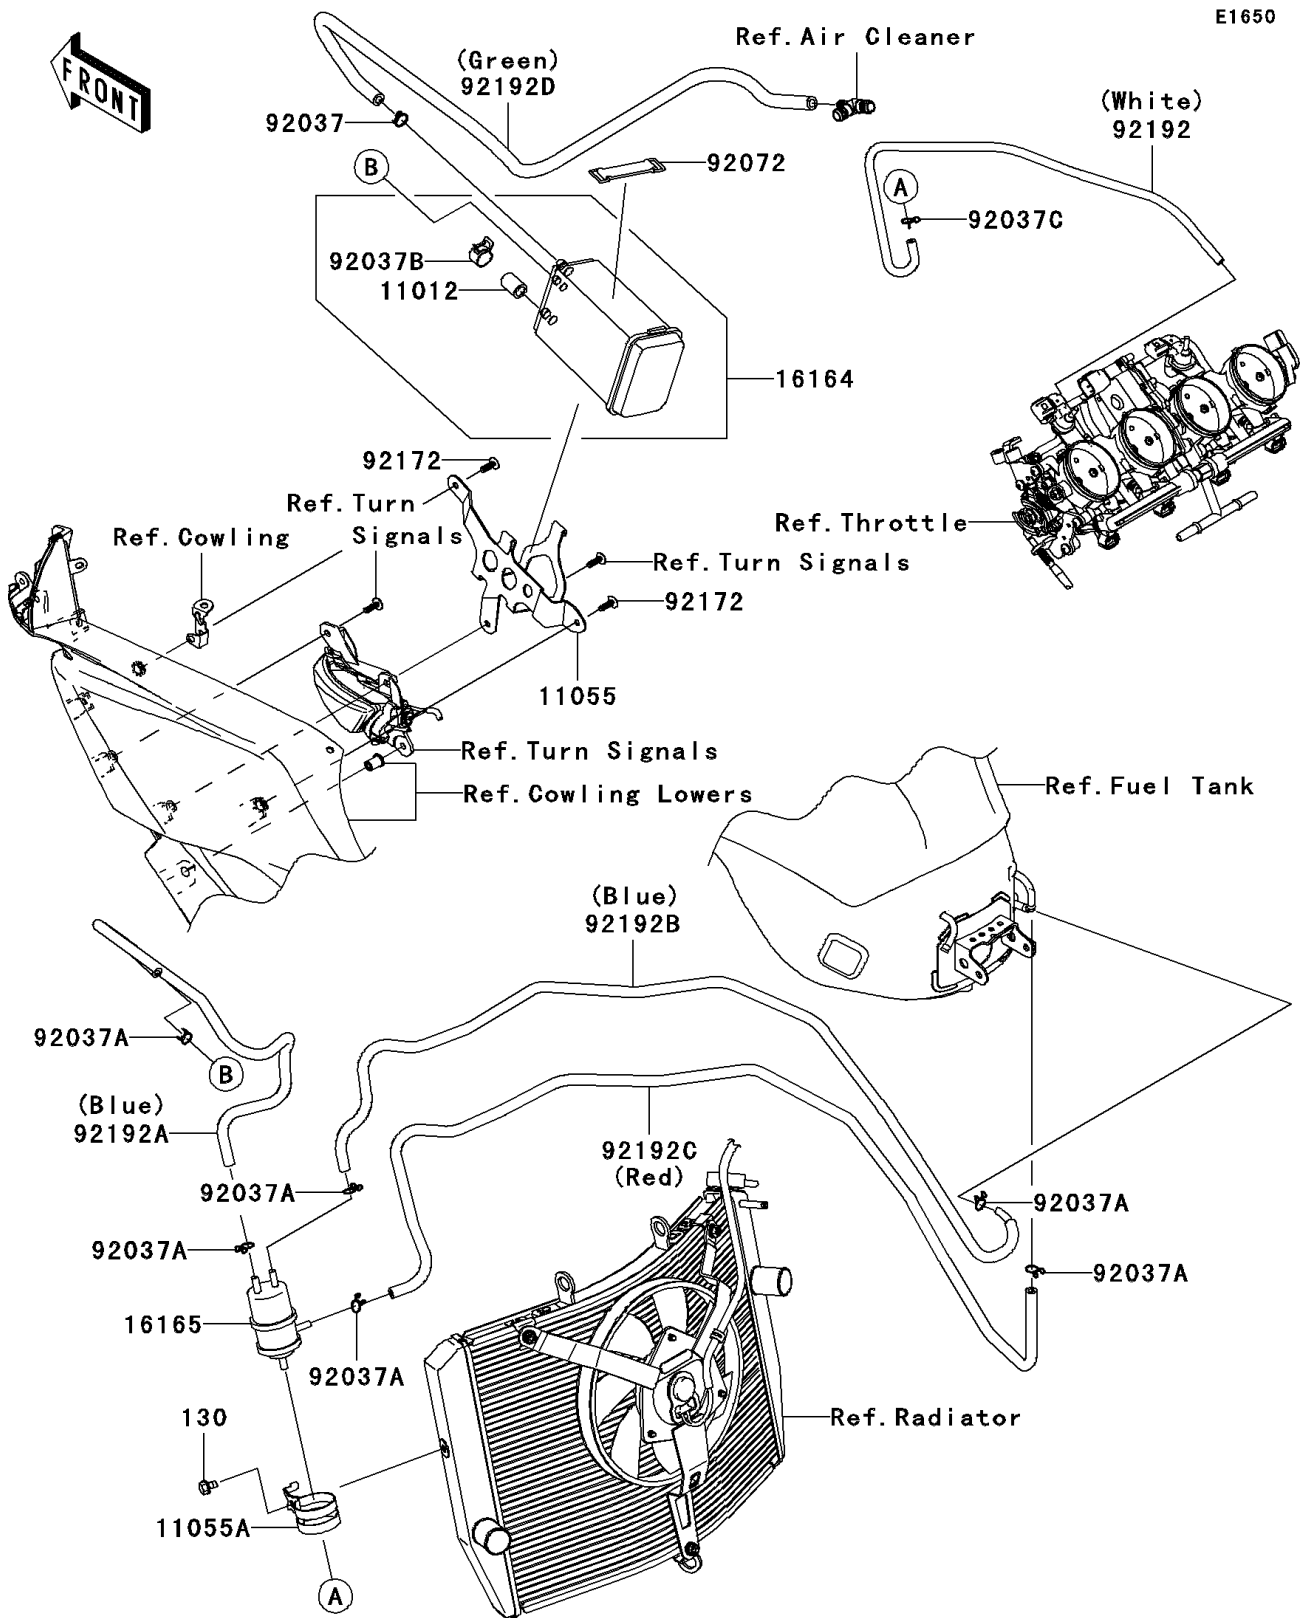 E1650
FRONT
Ref.Air Cleaner
(Green)
92192D
92037
B
92072
(White)
92192
A
92037C
92037B
11012
16164
92172
Ref.Turn
Signals
Ref.Cowling
Ref.Throttle
Ref.Turn Signals
92172
11055
Ref.Turn Signals
Ref.Cowling Lowers
Ref.Fuel Tank
(Blue)
92192B
92037A
B
(Blue)
92192A
92192C
(Red)
92037A
92037A
92037A
92037A
16165
92037A
130
Ref.Radiator
11055A
A